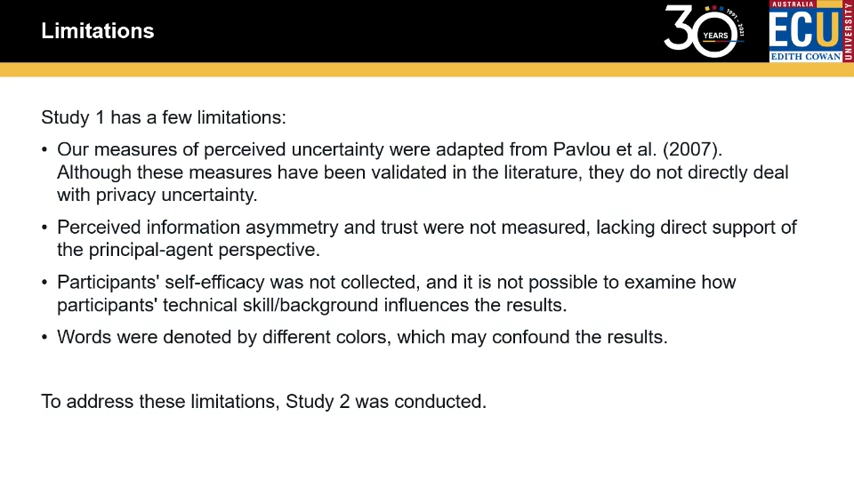 Limitations
30
YEARS
1991 - 2021
AUSTRALIA
ECU
EDITH COWAN
UNIVERSITY
Study 1 has a few limitations:
• Our measures of perceived uncertainty were adapted from Pavlou et al. (2007).
Although these measures have been validated in the literature, they do not directly deal
with privacy uncertainty.
• Perceived information asymmetry and trust were not measured, lacking direct support of
the principal-agent perspective.
• Participants' self-efficacy was not collected, and it is not possible to examine how
participants' technical skill/background influences the results.
• Words were denoted by different colors, which may confound the results.
To address these limitations, Study 2 was conducted.